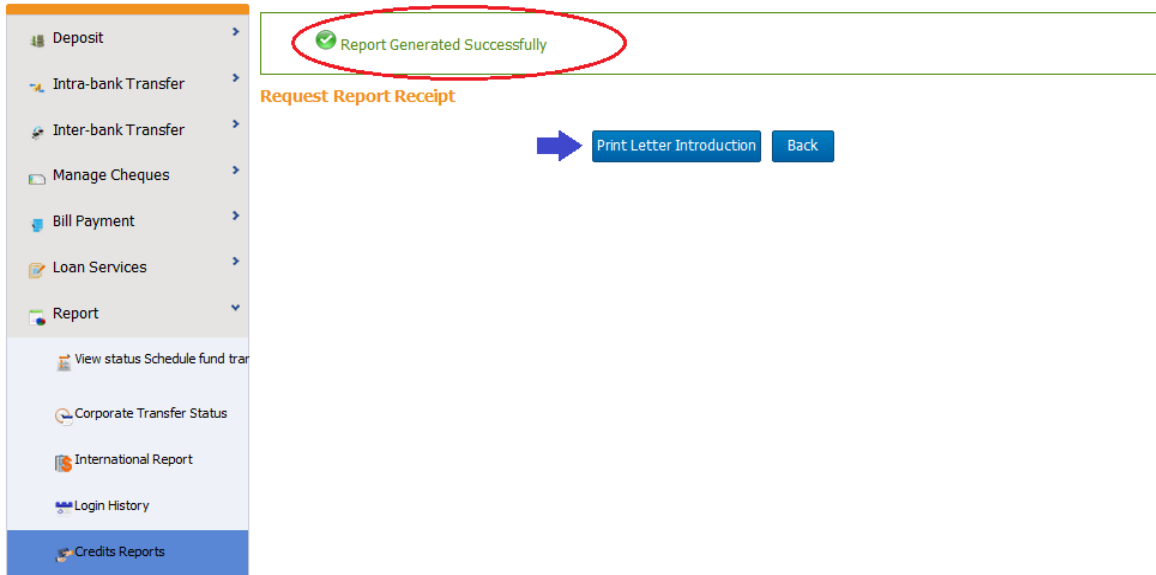 Deposit
Intra-bank Transfer
Inter-bank Transfer
Manage Cheques
Bill Payment
Loan Services
Report
View status Schedule fund tran
Corporate Transfer Status
International Report
Login History
Credits Reports
Report Generated Successfully
Request Report Receipt
Print Letter Introduction
Back